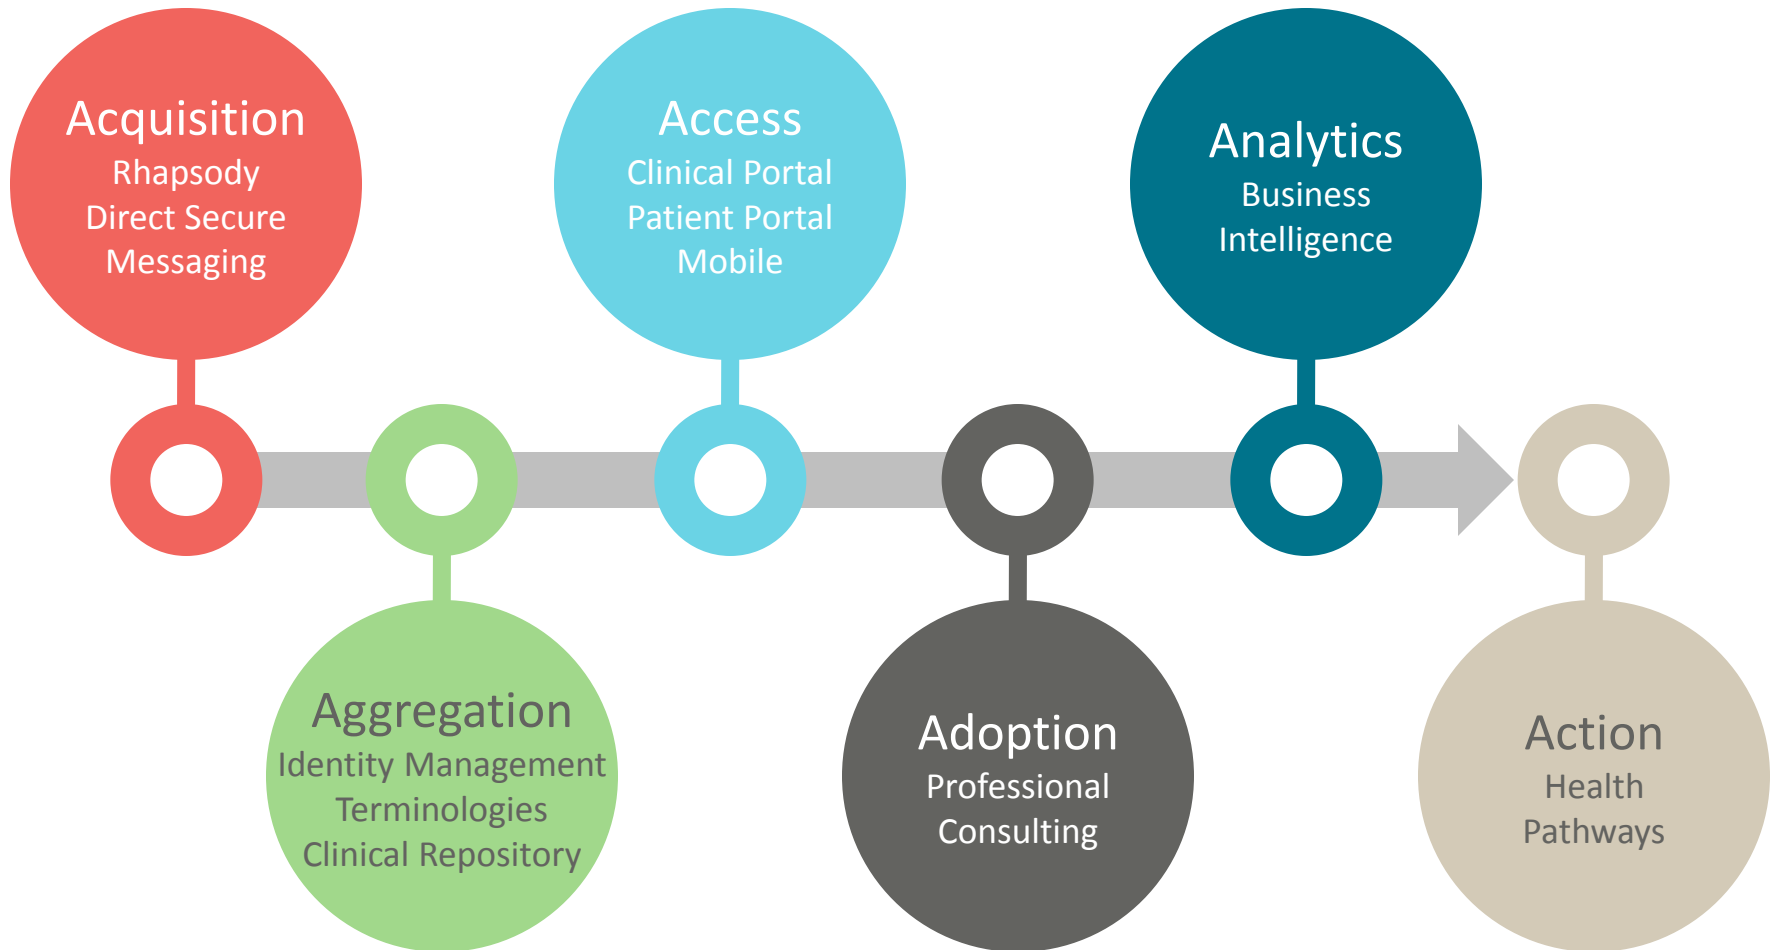 Acquisition
Rhapsody
Direct Secure
Messaging
Aggregation
Identity Management
Terminologies
Clinical Repository
Access
Clinical Portal
Patient Portal
Mobile
Adoption
Professional
Consulting
Analytics
Business
Intelligence
Action
Health
Pathways